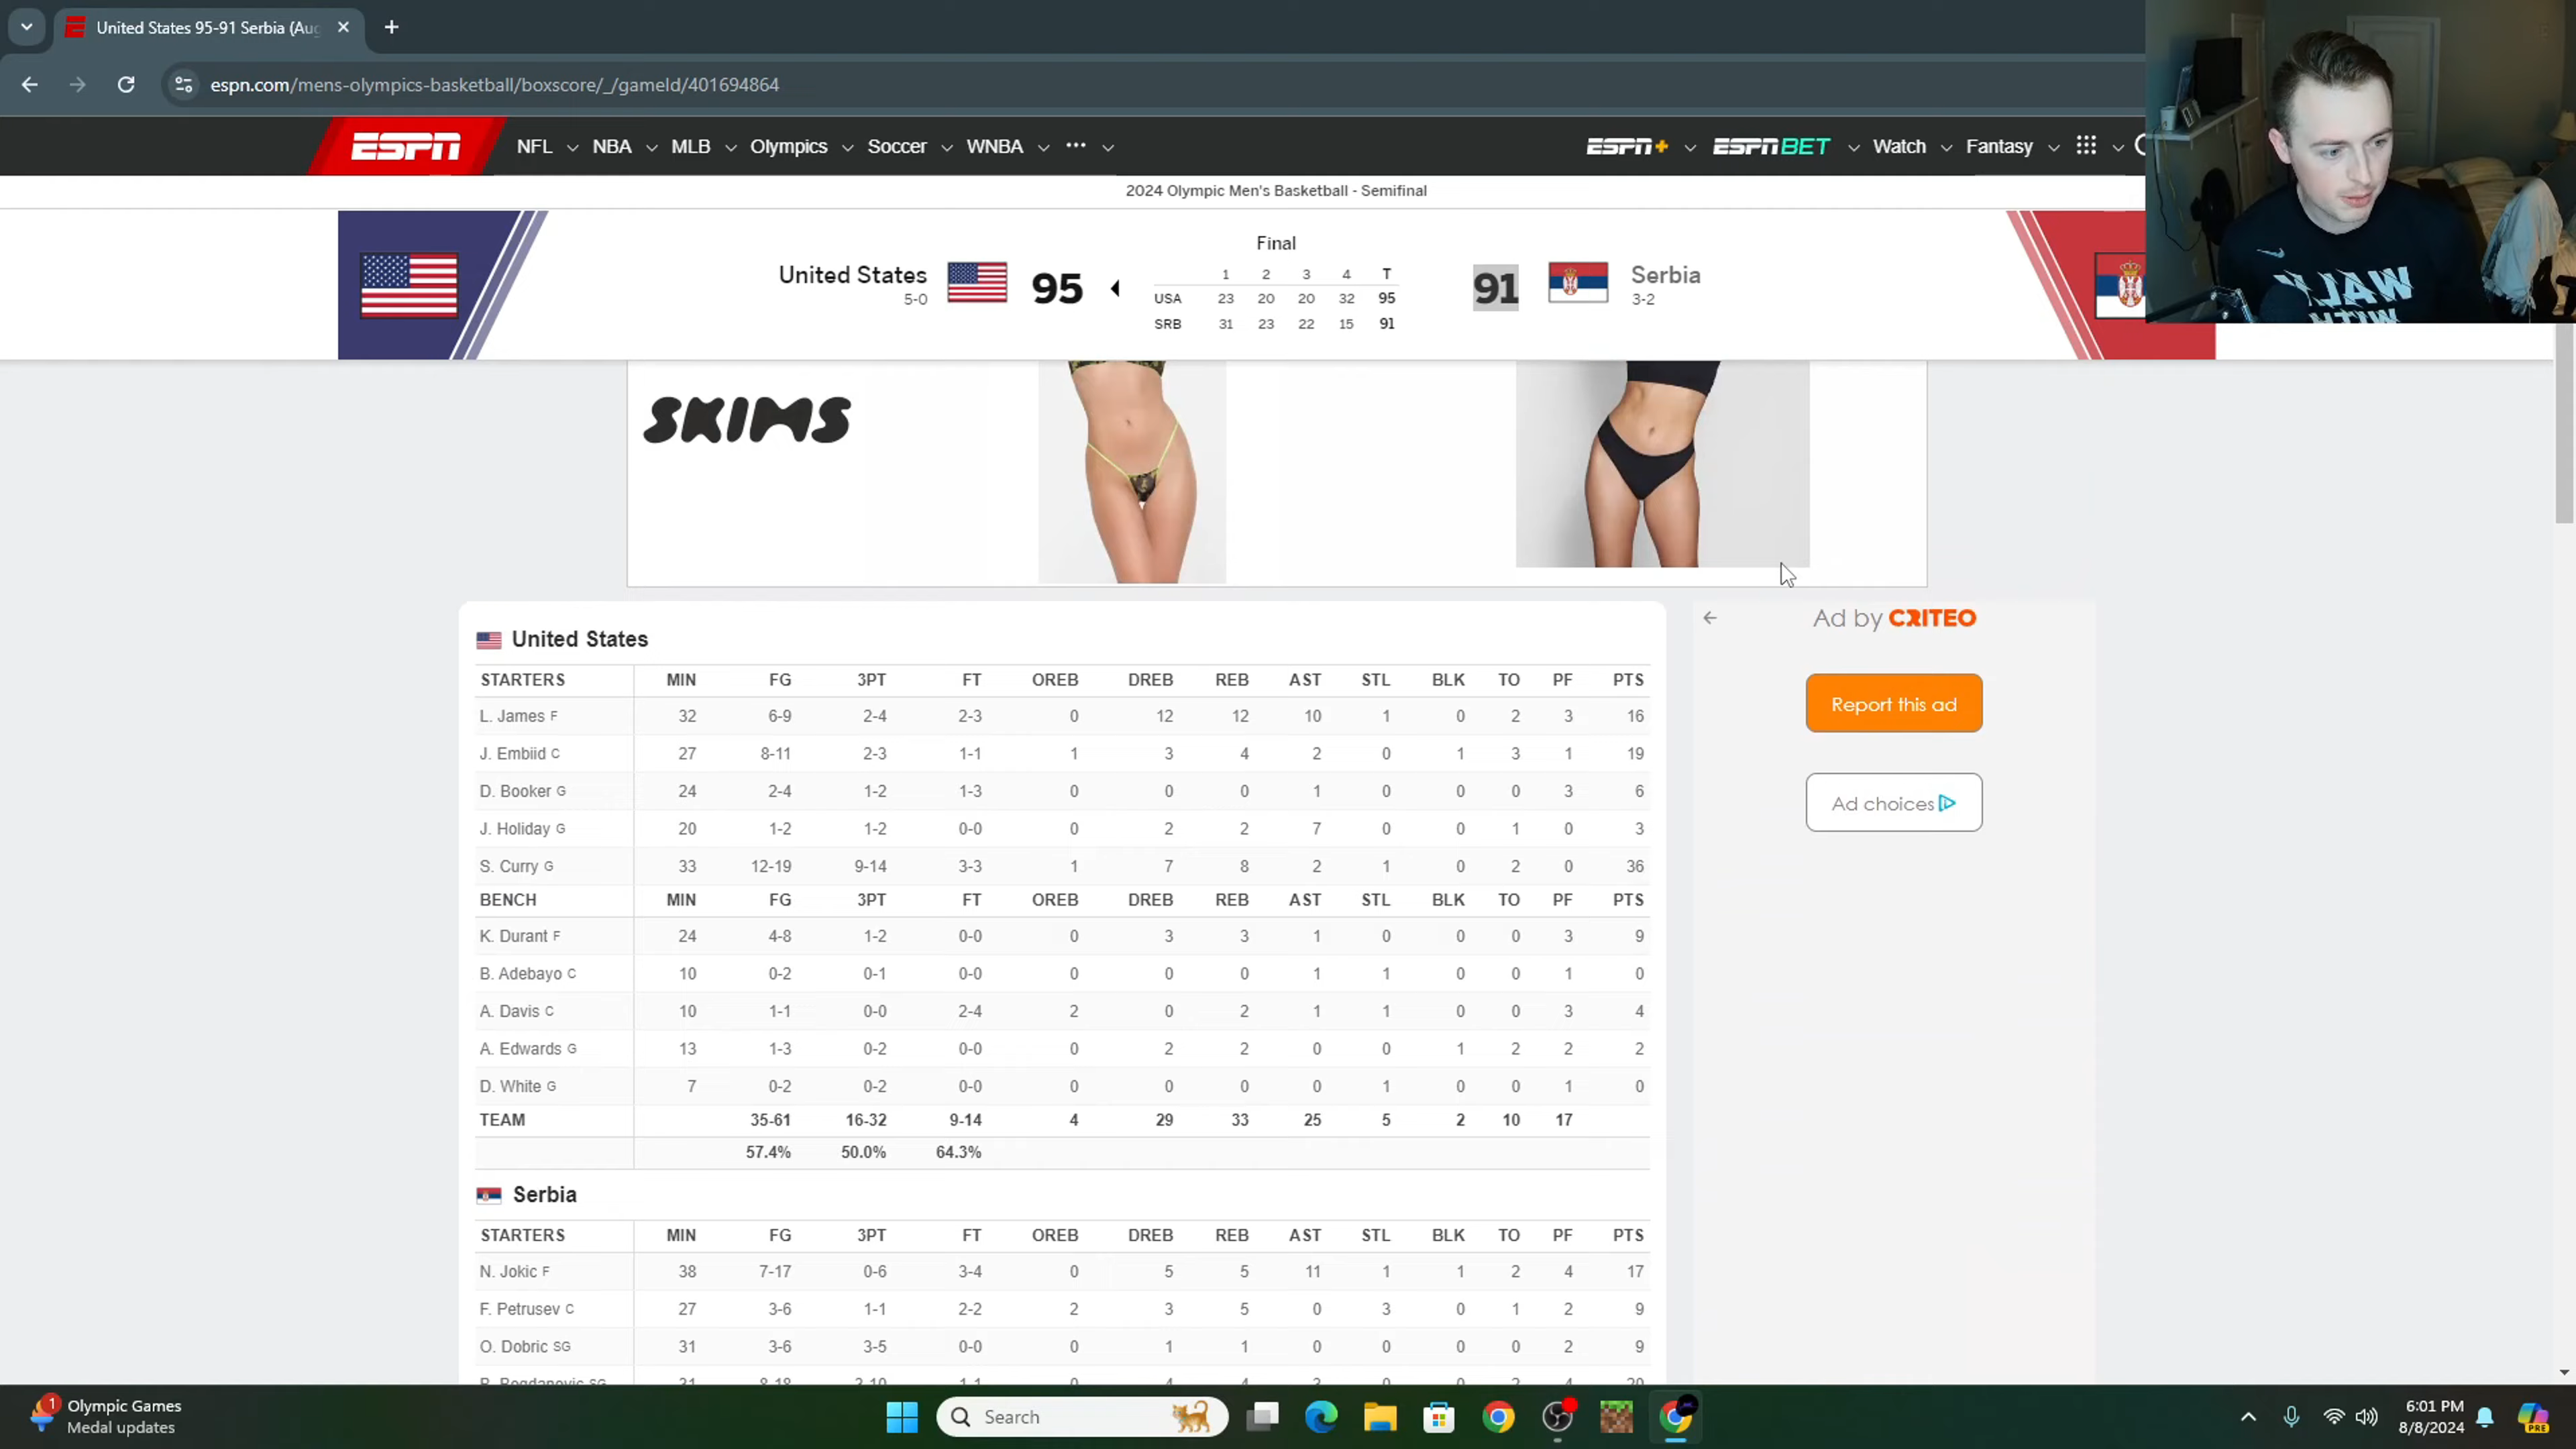 United States 95-91 Serbia (Aug
espn.com/mens-olympics-basketball/boxscore/_/gameId/401694864
ESPN NFL NBA MLB Olympics Soccer WNBA ESPN+ ESPN BET Watch Fantasy
2024 Olympic Men's Basketball - Semifinal
Final
United States 5-0 95
1 2 3 4 T
USA 23 20 20 32 95
SRB 31 23 22 15 91
91 Serbia 3-2
WALK
WITH
SKIMS
United States
STARTERS MIN FG 3PT FT OREB DREB REB AST STL BLK TO PF PTS
L. James F 32 6-9 2-4 2-3 0 12 12 10 1 0 2 3 16
J. Embiid C 27 8-11 2-3 1-1 1 3 4 2 0 1 3 1 19
D. Booker G 24 2-4 1-2 1-3 0 0 0 1 0 0 0 3 6
J. Holiday G 20 1-2 1-2 0-0 0 2 2 7 0 0 1 0 3
S. Curry G 33 12-19 9-14 3-3 1 7 8 2 1 0 2 0 36
BENCH MIN FG 3PT FT OREB DREB REB AST STL BLK TO PF PTS
K. Durant F 24 4-8 1-2 0-0 0 3 3 1 0 0 0 3 9
B. Adebayo C 10 0-2 0-1 0-0 0 0 0 1 1 0 0 1 0
A. Davis C 10 1-1 0-0 2-4 2 0 2 1 1 0 0 3 4
A. Edwards G 13 1-3 0-2 0-0 0 2 2 0 0 1 2 2 2
D. White G 7 0-2 0-2 0-0 0 0 0 0 1 0 0 1 0
TEAM 35-61 16-32 9-14 4 29 33 25 5 2 10 17
57.4% 50.0% 64.3%
Serbia
STARTERS MIN FG 3PT FT OREB DREB REB AST STL BLK TO PF PTS
N. Jokic F 38 7-17 0-6 3-4 0 5 5 11 1 1 2 4 17
F. Petrusev C 27 3-6 1-1 2-2 2 3 5 0 3 0 1 2 9
O. Dobric SG 31 3-6 3-5 0-0 0 1 1 0 0 0 0 2 9
Ad by CRITEO
Report this ad
Ad choices
1
Olympic Games
Medal updates
Search
PRE
6:01 PM
8/8/2024